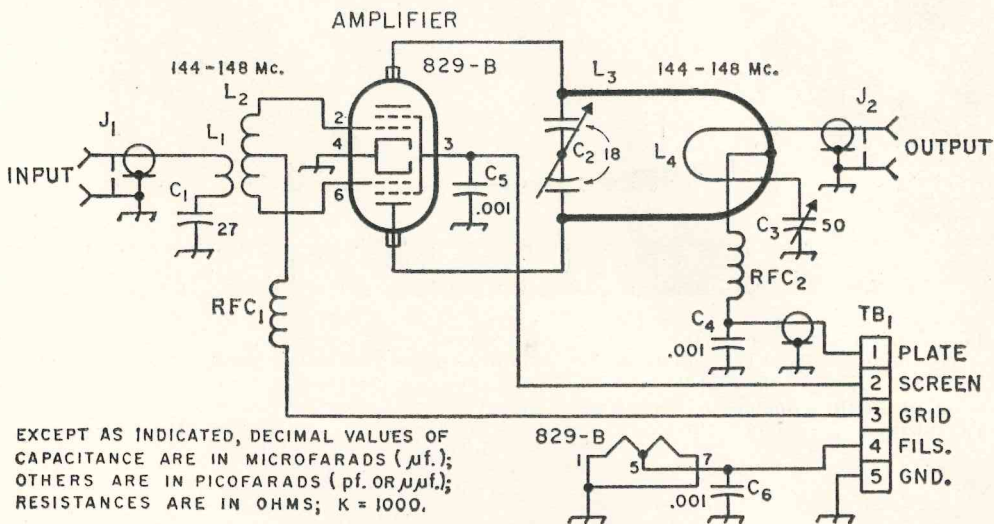 AMPLIFIER
144-148 Mc.
829-B
L3
144-148 Mc.
L2
J1
L1
2
4
3
6
INPUT
C1
27
C5
.001
C2
18
L4
J2
OUTPUT
C3
50
RFC1
RFC2
C4
.001
TB1
1 PLATE
2 SCREEN
3 GRID
4 FILS.
5 GND.
829-B
1
5
7
.001
C6
EXCEPT AS INDICATED, DECIMAL VALUES OF
CAPACITANCE ARE IN MICROFARADS (µf.);
OTHERS ARE IN PICOFARADS (pf. OR µµf.);
RESISTANCES ARE IN OHMS; K = 1000.